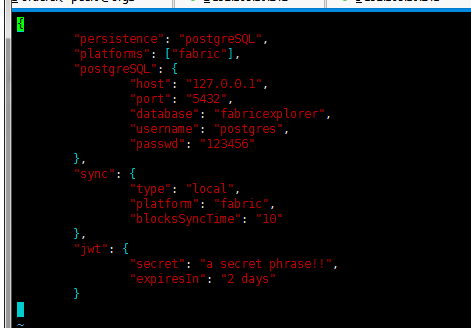 {
"persistence": "postgreSQL",
"platforms": ["fabric"],
"postgreSQL": {
"host": "127.0.0.1",
"port": "5432",
"database": "fabricexplorer",
"username": "postgres",
"passwd": "123456"
},
"sync": {
"type": "local",
"platform": "fabric",
"blocksSyncTime": "10"
},
"jwt": {
"secret": "a secret phrase!!",
"expiresIn": "2 days"
}
~